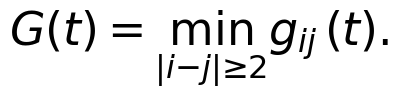 G(t) = min_{|i−j|≥2} g_{ij} (t).